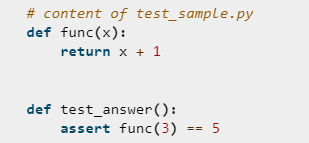 # content of test_sample.py
def func(x):
    return x + 1
def test_answer():
    assert func(3) == 5